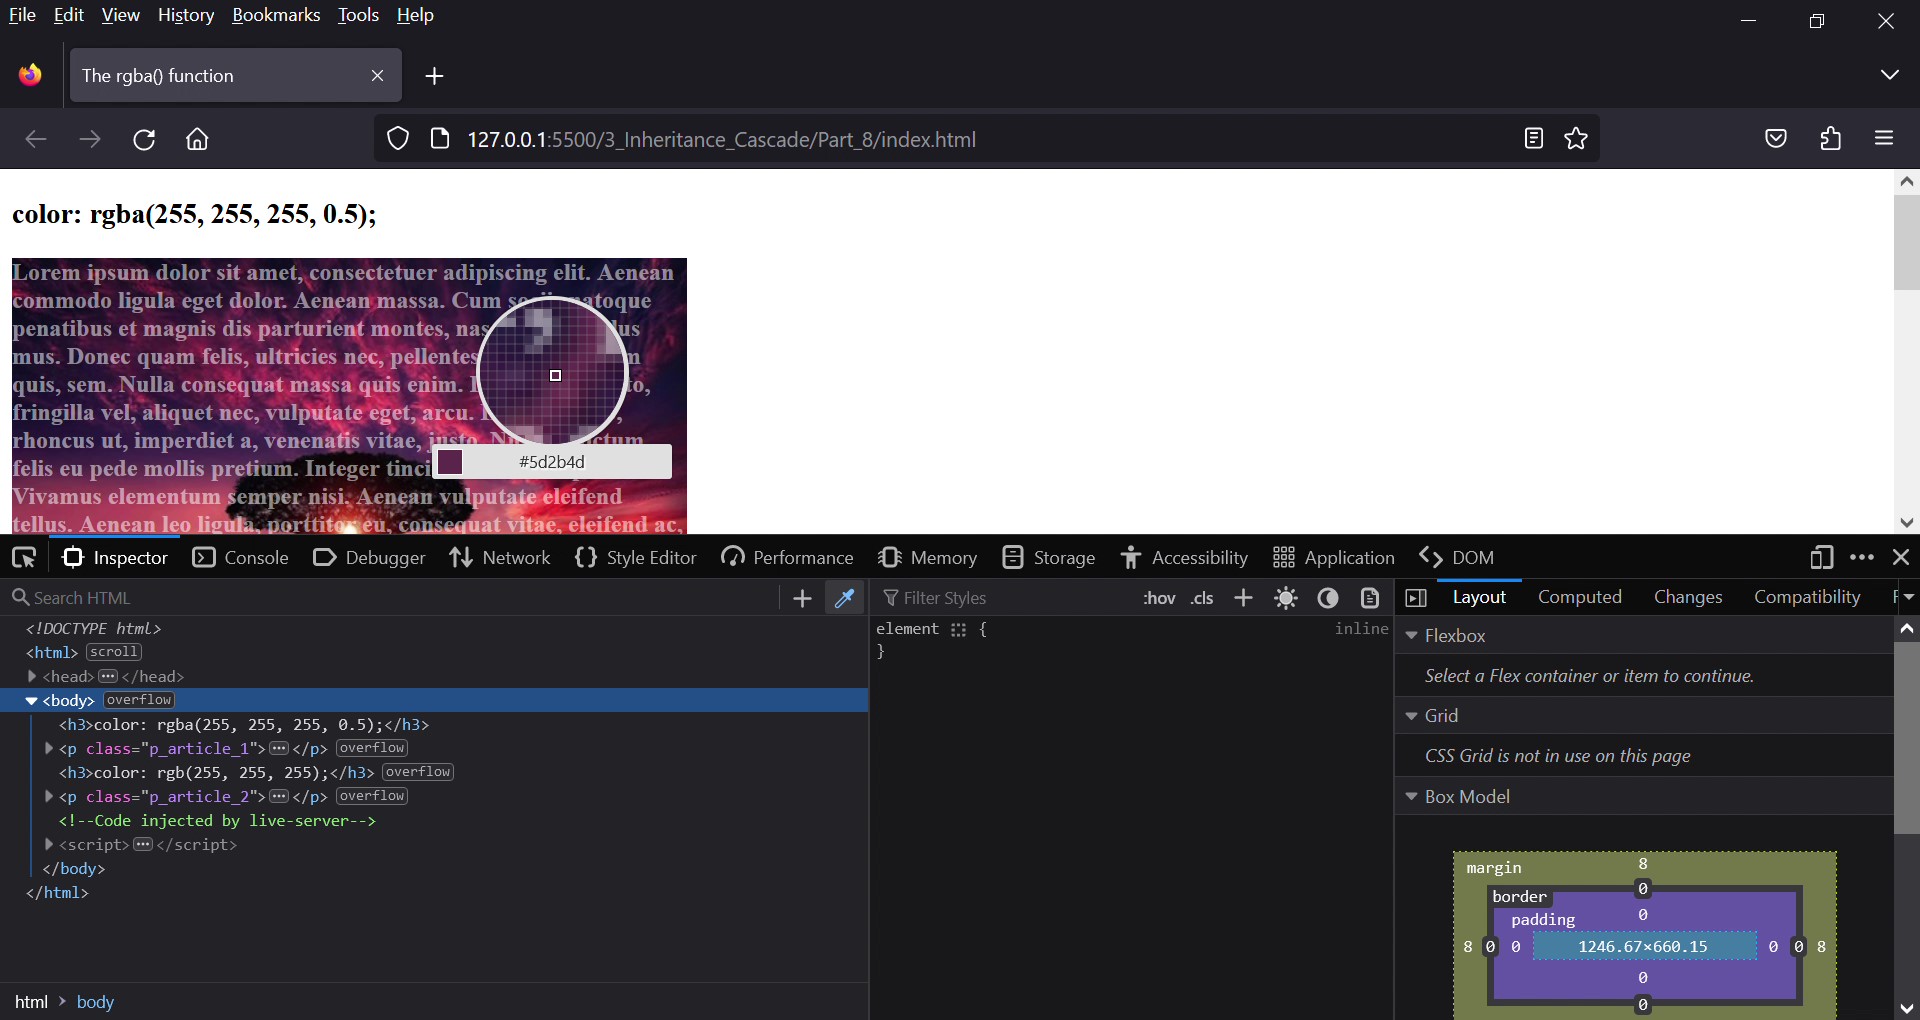 File Edit View History Bookmarks Tools Help
The rgba() function
127.0.0.1:5500/3_Inheritance_Cascade/Part_8/index.html
color: rgba(255, 255, 255, 0.5);
Lorem ipsum dolor sit amet, consectetuer adipiscing elit. Aenean
commodo ligula eget dolor. Aenean massa. Cum
penatibus et magnis dis parturient montes,
mus. Donec quam felis, ultricies nec,
quis, sem. Nulla consequat massa quis enim.
fringilla vel, aliquet nec, vulputate eget, arcu.
rhoncus ut, imperdiet a, venenatis vitae, justo.
felis eu pede mollis pretium. Integer
#5d2b4d
Vivamus elementum semper nisi. Aenean vulputate eleifend
tellus. Aenean leo ligula, porttitor eu, consequat vitae, eleifend ac,
Inspector Console Debugger Network Style Editor Performance Memory Storage Accessibility Application DOM
Search HTML
Filter Styles :hov .cls
Layout Computed Changes Compatibility
<!DOCTYPE html>
<html> scroll
<head> </head>
<body> overflow
<h3>color: rgba(255, 255, 255, 0.5);</h3>
<p class="p_article_1"> </p> overflow
<h3>color: rgb(255, 255, 255);</h3> overflow
<p class="p_article_2"> </p> overflow
<!--Code injected by live-server-->
<script> </script>
</body>
</html>
html > body
element { inline
}
Flexbox
Select a Flex container or item to continue.
Grid
CSS Grid is not in use on this page
Box Model
margin 8
border 0
padding 0
8 0 0 1246.67×660.15 0 0 8
0
0